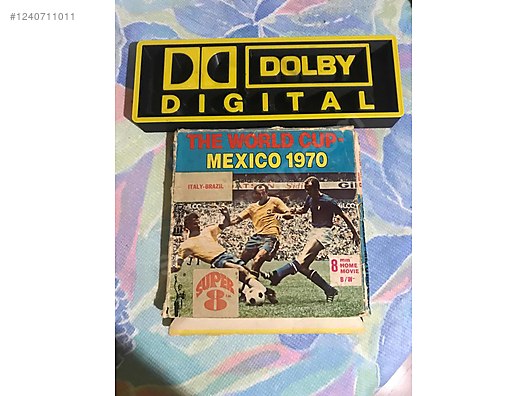 #1240711011
DOLBY
DIGITAL
THE WORLD CUP-
MEXICO 1970
ITALY-BRAZIL
8 mm
HOME
MOVIE
B/W
SUPER
8